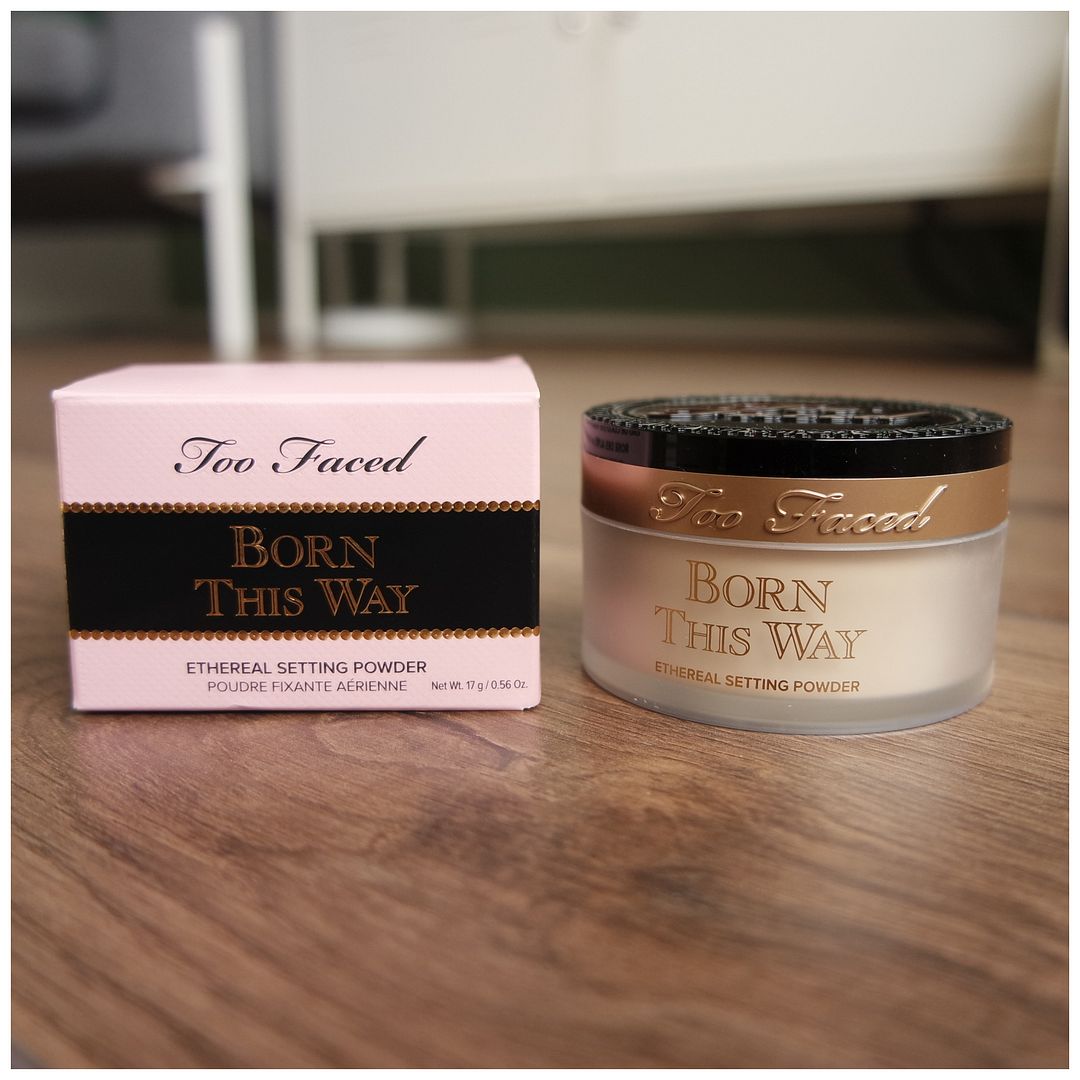 Too Faced
BORN
THIS WAY
ETHEREAL SETTING POWDER
POUDRE FIXANTE AÉRIENNE Net Wt. 17 g / 0.56 Oz.
Too Faced
BORN
THIS WAY
ETHEREAL SETTING POWDER